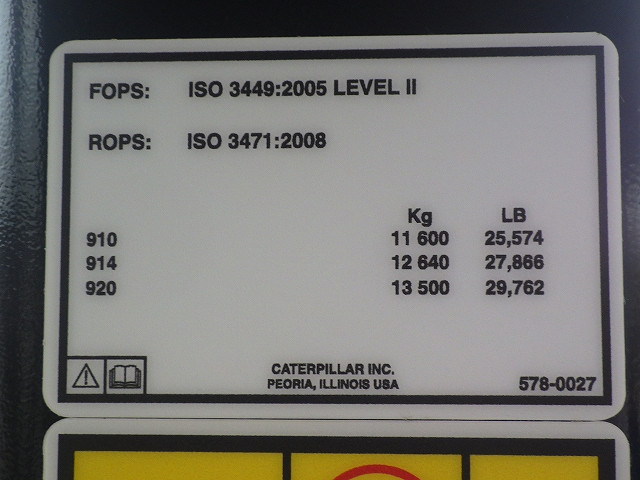 FOPS: ISO 3449:2005 LEVEL II
ROPS: ISO 3471:2008
Kg LB
910 11 600 25,574
914 12 640 27,866
920 13 500 29,762
CATERPILLAR INC.
PEORIA, ILLINOIS USA
578-0027